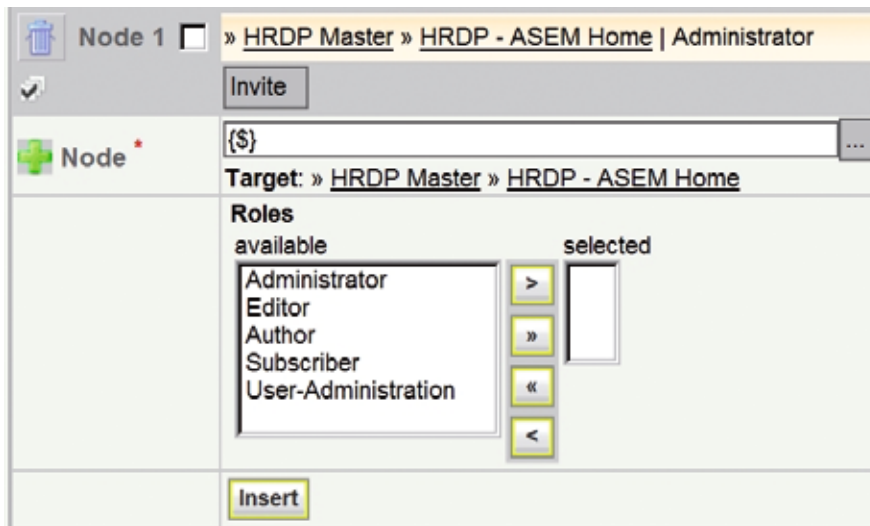 Node 1 » HRDP Master » HRDP - ASEM Home | Administrator
Invite
Node * {$} ...
Target: » HRDP Master » HRDP - ASEM Home
Roles
available selected
Administrator >
Editor
Author »
Subscriber
User-Administration «
<
Insert